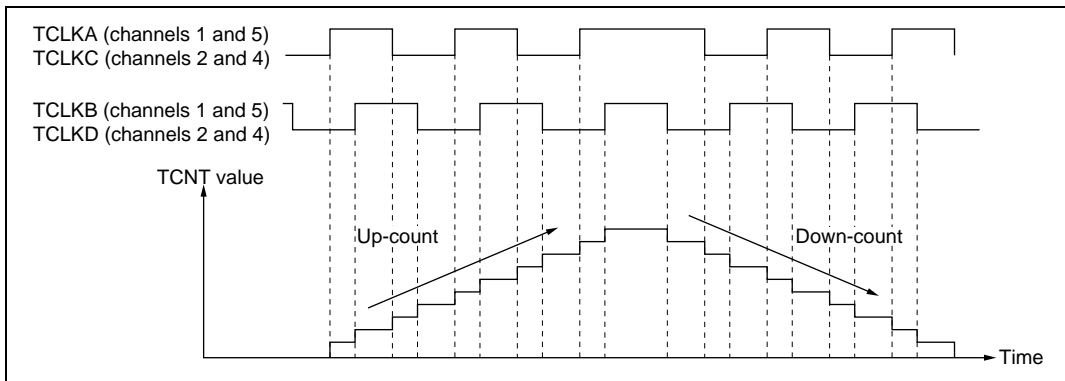 TCLKA (channels 1 and 5)
TCLKC (channels 2 and 4)
TCLKB (channels 1 and 5)
TCLKD (channels 2 and 4)
TCNT value
Up-count
Down-count
Time